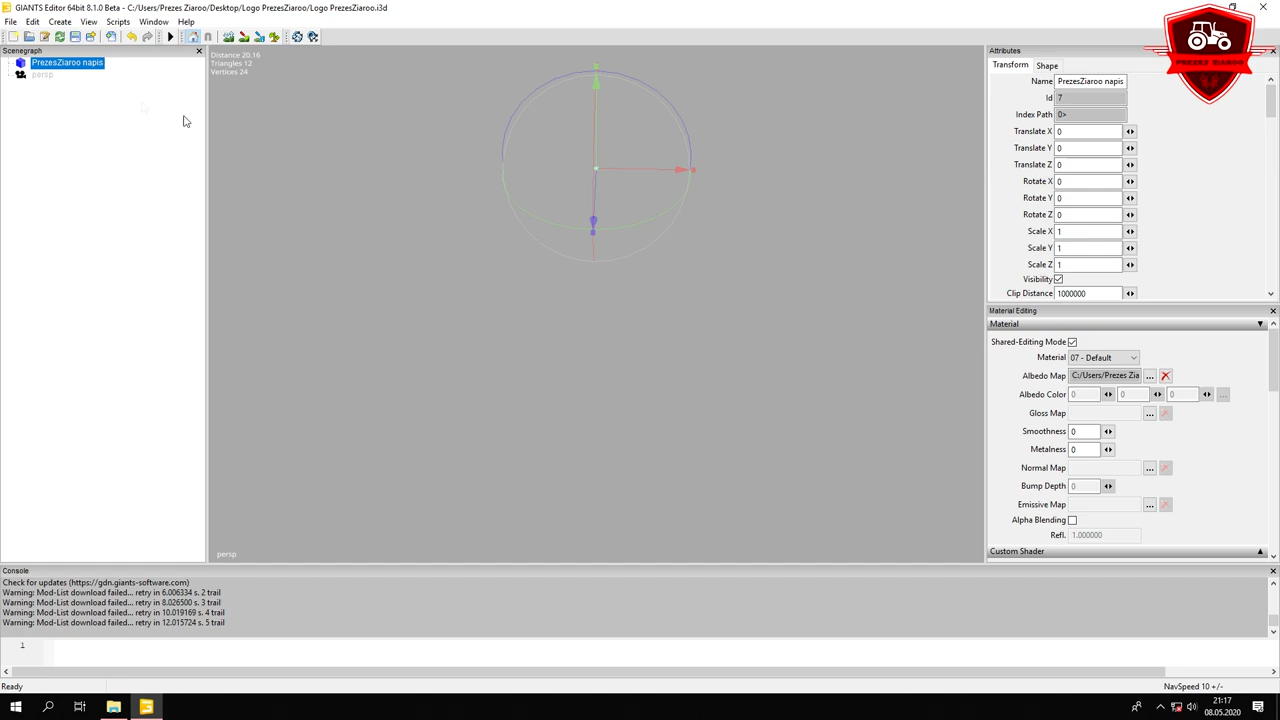 GIANTS Editor 64bit 8.1.0 Beta - C:/Users/Prezes Ziaroo/Desktop/Logo PrezesZiaroo/Logo PrezesZiaroo.i3d
File Edit Create View Scripts Window Help
Scenegraph
PrezesZiaroo napis
persp
Distance 20.16
Triangles 12
Vertices 24
persp
PREZES ZIAROO
Attributes
Transform Shape
Name PrezesZiaroo napis
Id 7
Index Path 0>
Translate X 0
Translate Y 0
Translate Z 0
Rotate X 0
Rotate Y 0
Rotate Z 0
Scale X 1
Scale Y 1
Scale Z 1
Visibility
Clip Distance 1000000
Material Editing
Material
Shared-Editing Mode
Material 07 - Default
Albedo Map C:/Users/Prezes Zia ...
Albedo Color 0 0 0 ...
Gloss Map ...
Smoothness 0
Metalness 0
Normal Map ...
Bump Depth 0
Emissive Map ...
Alpha Blending
Refl. 1.000000
Custom Shader
Console
Check for updates (https://gdn.giants-software.com)
Warning: Mod-List download failed... retry in 6.006334 s. 2 trail
Warning: Mod-List download failed... retry in 8.026500 s. 3 trail
Warning: Mod-List download failed... retry in 10.019169 s. 4 trail
Warning: Mod-List download failed... retry in 12.015724 s. 5 trail
1
Ready
NavSpeed 10 +/-
21:17
08.05.2020